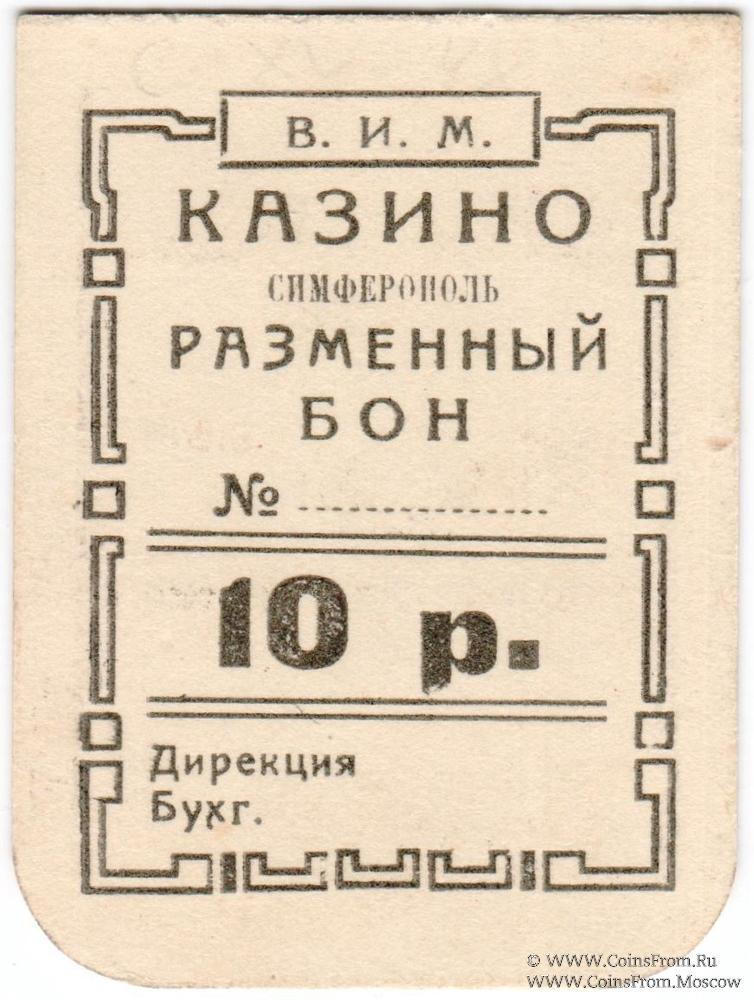 В. И. М.
КАЗИНО
СИМФЕРОПОЛЬ
РАЗМЕННЫЙ
БОН
№ ..............
10 р.
Дирекция
Бухг.
© WWW.CoinsFrom.Ru
www.CoinsFrom.Moscow